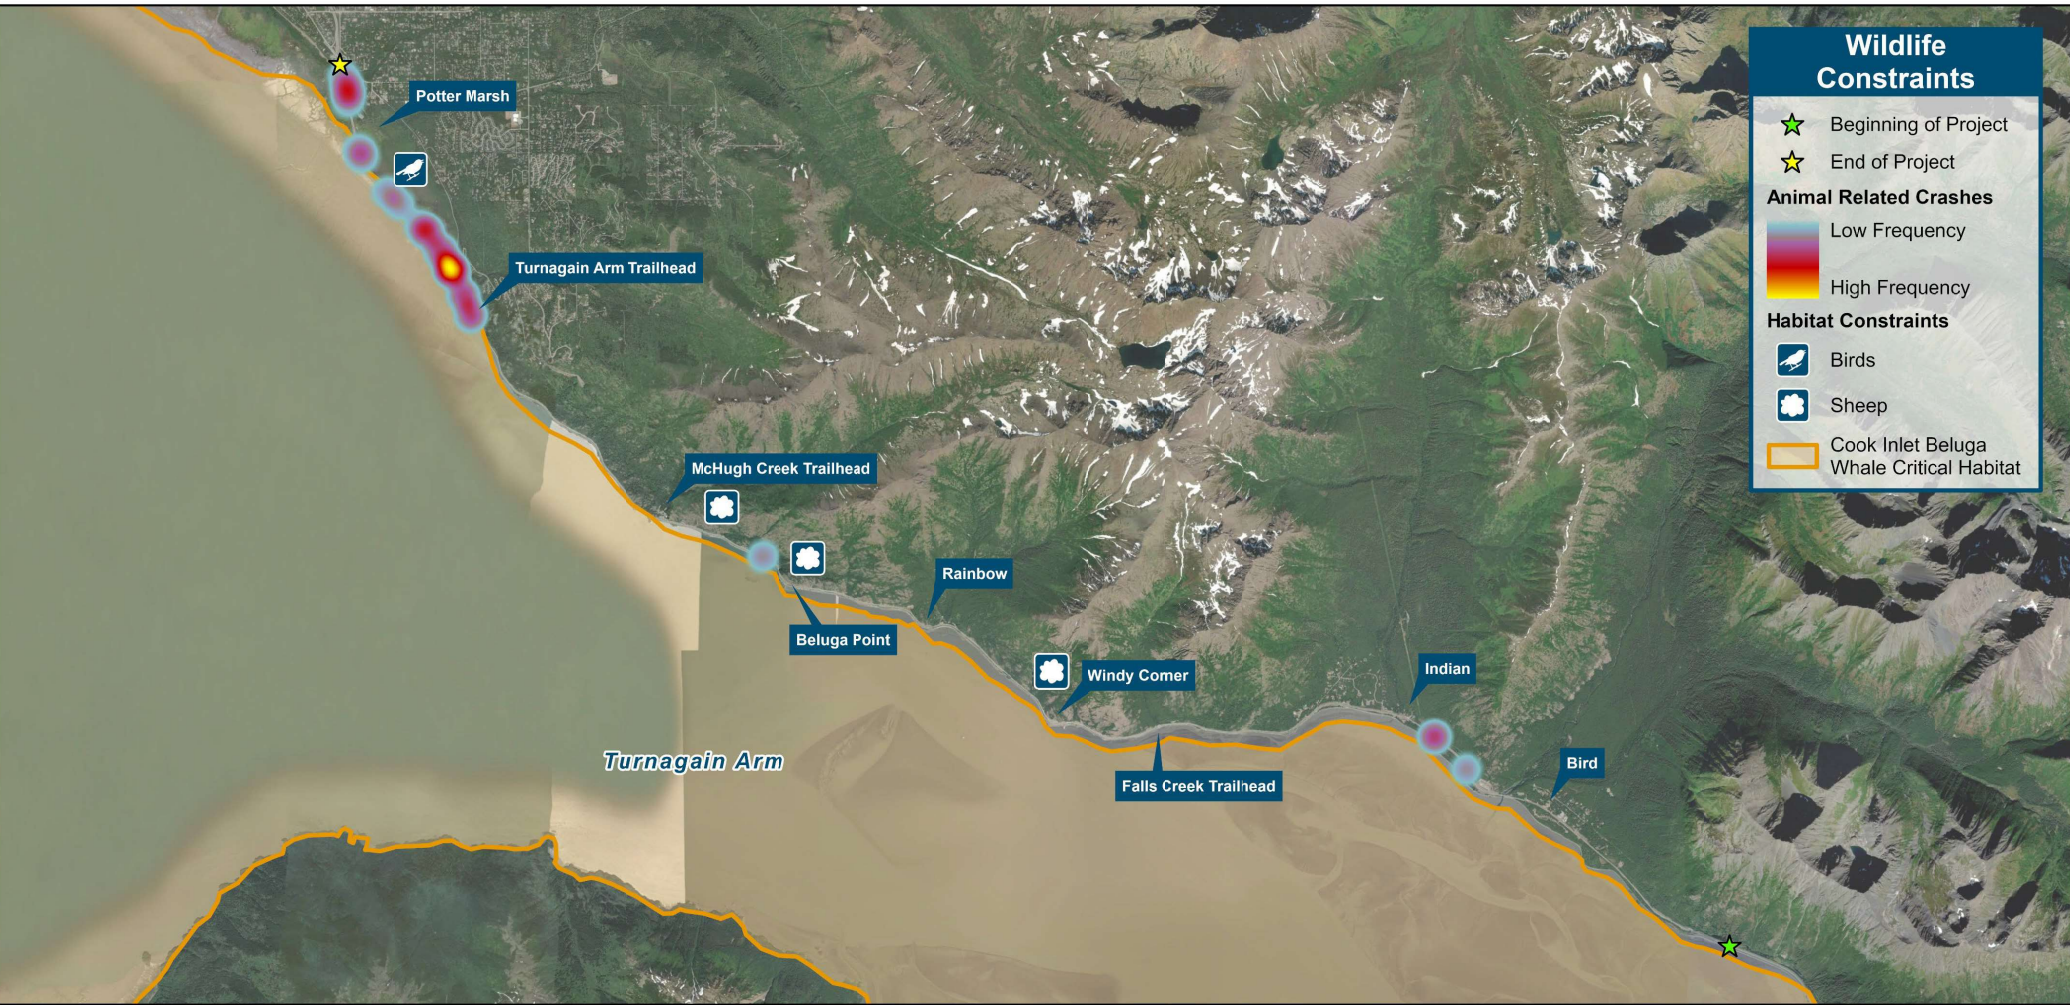 Wildlife
Constraints
Beginning of Project
End of Project
Animal Related Crashes
Low Frequency
High Frequency
Habitat Constraints
Birds
Sheep
Cook Inlet Beluga
Whale Critical Habitat
Potter Marsh
Turnagain Arm Trailhead
McHugh Creek Trailhead
Rainbow
Beluga Point
Windy Corner
Indian
Turnagain Arm
Bird
Falls Creek Trailhead